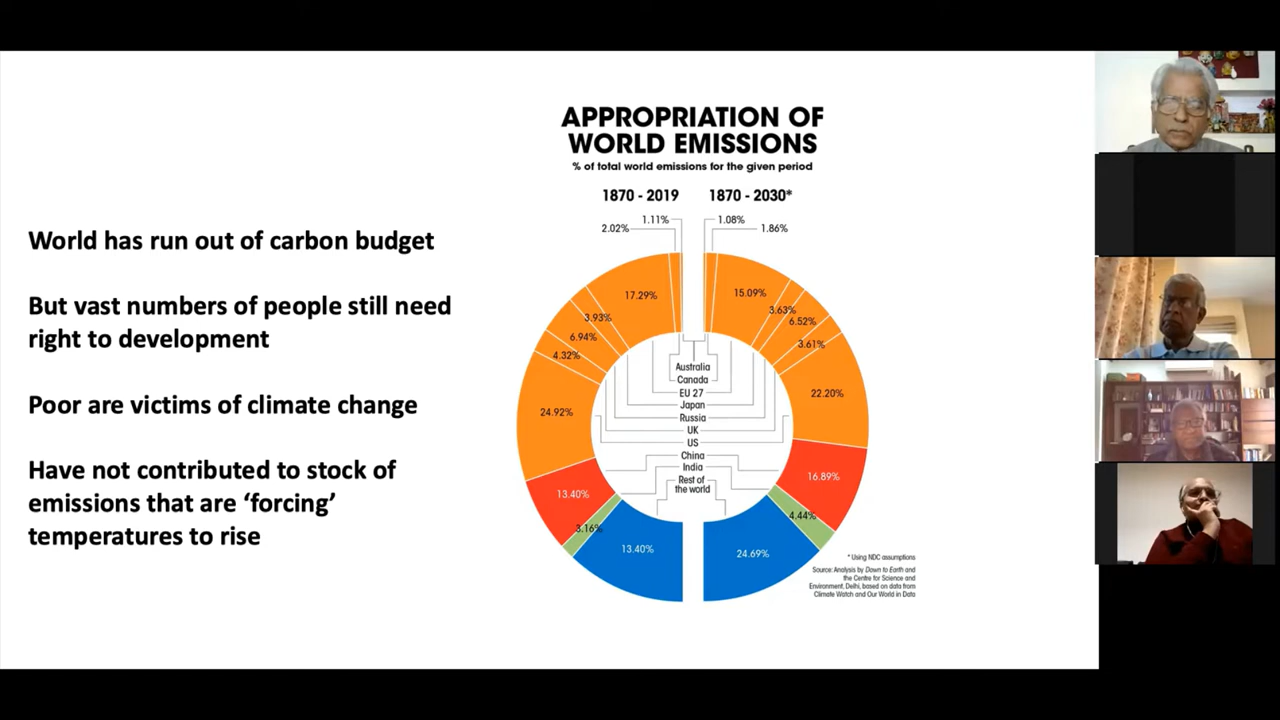 World has run out of carbon budget
But vast numbers of people still need
right to development
Poor are victims of climate change
Have not contributed to stock of
emissions that are ‘forcing’
temperatures to rise
APPROPRIATION OF
WORLD EMISSIONS
% of total world emissions for the given period
1870 - 2019
1870 - 2030*
1.11%
2.02%
1.08%
1.86%
17.29%
3.93%
6.94%
4.32%
24.92%
13.40%
3.16%
13.40%
15.09%
3.63%
6.52%
3.61%
22.20%
16.89%
4.44%
24.69%
Australia
Canada
EU 27
Japan
Russia
UK
US
China
India
Rest of
the world
* Using NDC assumptions
Source: Analysis by Down to Earth and
the Centre for Science and
Environment, Delhi, based on data from
Climate Watch and Our World in Data